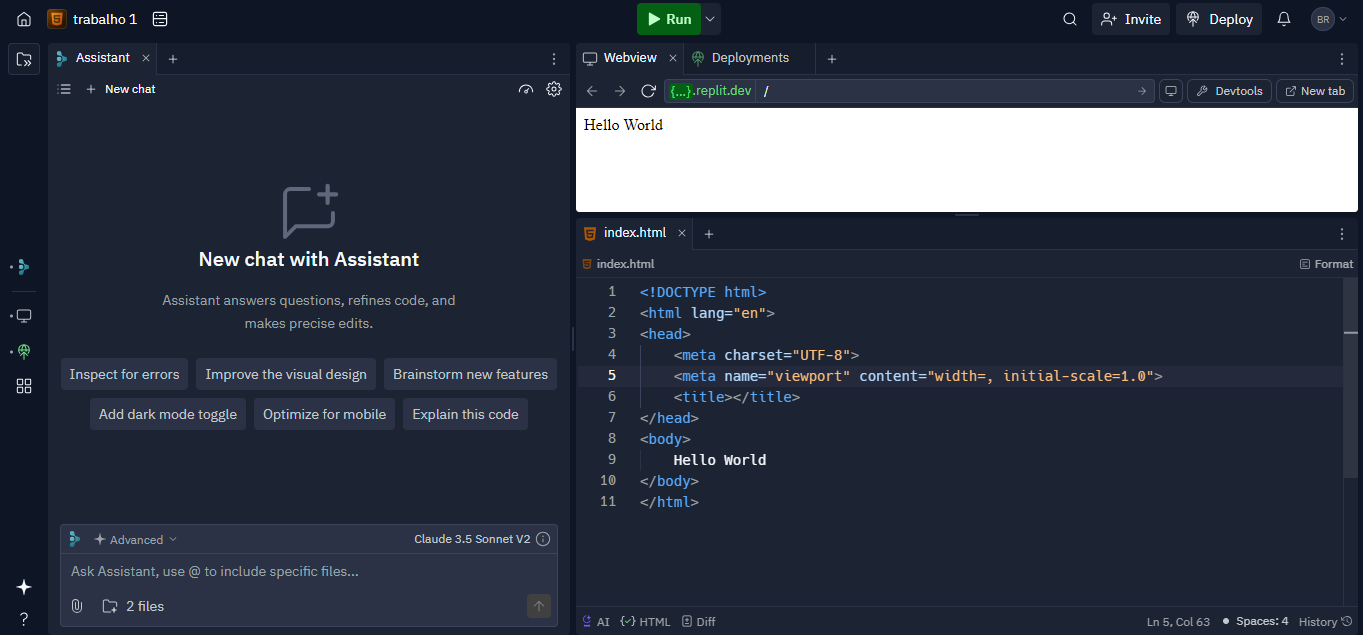 trabalho 1
Run
Invite
Deploy
BR
Assistant
New chat
New chat with Assistant
Assistant answers questions, refines code, and
makes precise edits.
Inspect for errors
Improve the visual design
Brainstorm new features
Add dark mode toggle
Optimize for mobile
Explain this code
Advanced
Claude 3.5 Sonnet V2
Ask Assistant, use @ to include specific files...
2 files
?
Webview
Deployments
{...}.replit.dev
/
Devtools
New tab
Hello World
index.html
index.html
Format
1 <!DOCTYPE html>
2 <html lang="en">
3 <head>
4     <meta charset="UTF-8">
5     <meta name="viewport" content="width=, initial-scale=1.0">
6     <title></title>
7 </head>
8 <body>
9     Hello World
10 </body>
11 </html>
AI
HTML
Diff
Ln 5, Col 63
Spaces: 4
History